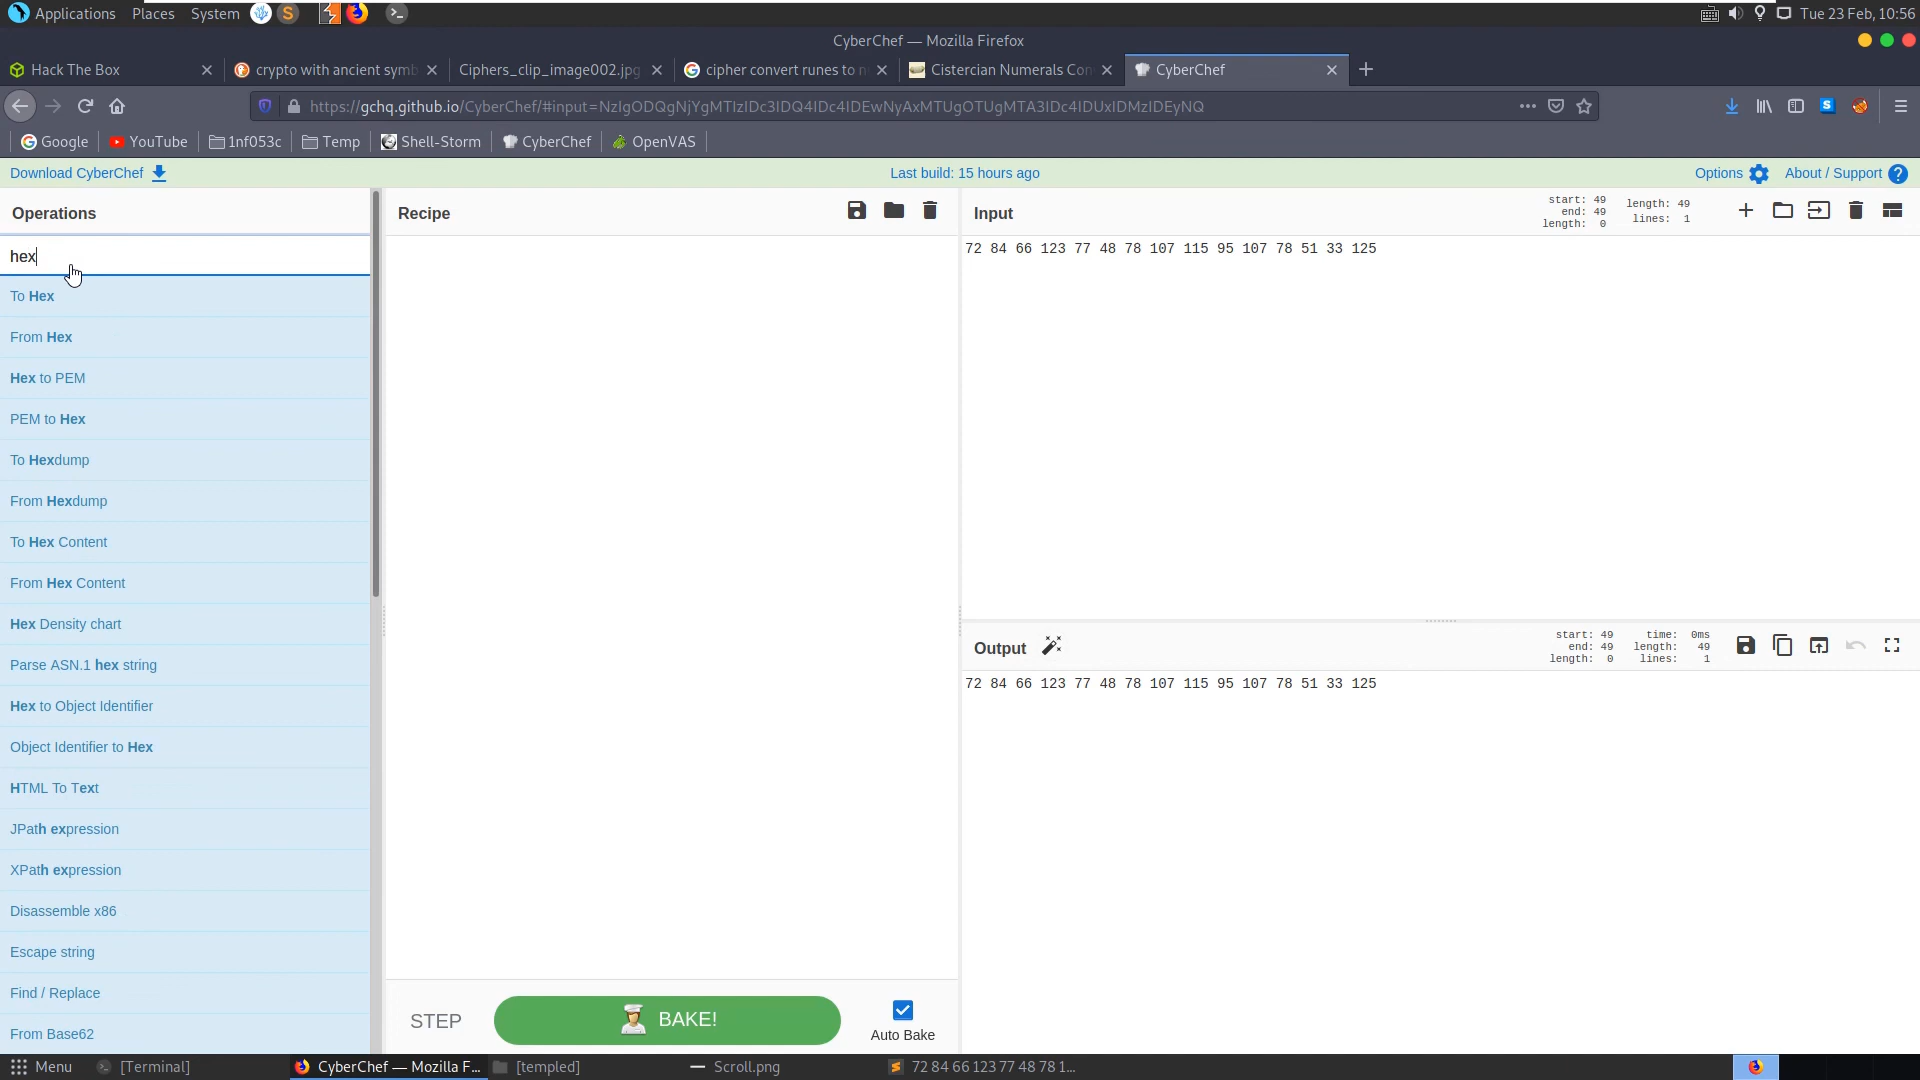 Applications Places System Tue 23 Feb, 10:56
CyberChef — Mozilla Firefox
Hack The Box crypto with ancient symb Ciphers_clip_image002.jpg cipher convert runes to n Cistercian Numerals Con CyberChef
https://gchq.github.io/CyberChef/#input=NzIgODQgNjYgMTIzIDc3IDQ4IDc4IDEwNyAxMTUgOTUgMTA3IDc4IDUxIDMzIDEyNQ
Google YouTube 1nf053c Temp Shell-Storm CyberChef OpenVAS
Download CyberChef Last build: 15 hours ago Options About / Support
Operations
hex
To Hex
From Hex
Hex to PEM
PEM to Hex
To Hexdump
From Hexdump
To Hex Content
From Hex Content
Hex Density chart
Parse ASN.1 hex string
Hex to Object Identifier
Object Identifier to Hex
HTML To Text
JPath expression
XPath expression
Disassemble x86
Escape string
Find / Replace
From Base62
Recipe
STEP BAKE! Auto Bake
Input
start: 49
end: 49
length: 0
length: 49
lines: 1
72 84 66 123 77 48 78 107 115 95 107 78 51 33 125
Output
start: 49
end: 49
length: 0
time: 0ms
length: 49
lines: 1
72 84 66 123 77 48 78 107 115 95 107 78 51 33 125
Menu [Terminal] CyberChef — Mozilla F... [templed] Scroll.png 72 84 66 123 77 48 78 1...